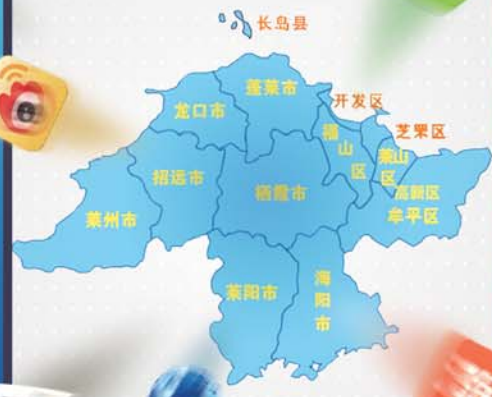 长岛县
蓬莱市
开发区
龙口市
芝罘区
福山区
莱山区
招远市
栖霞市
高新区
牟平区
莱州市
莱阳市
海阳市